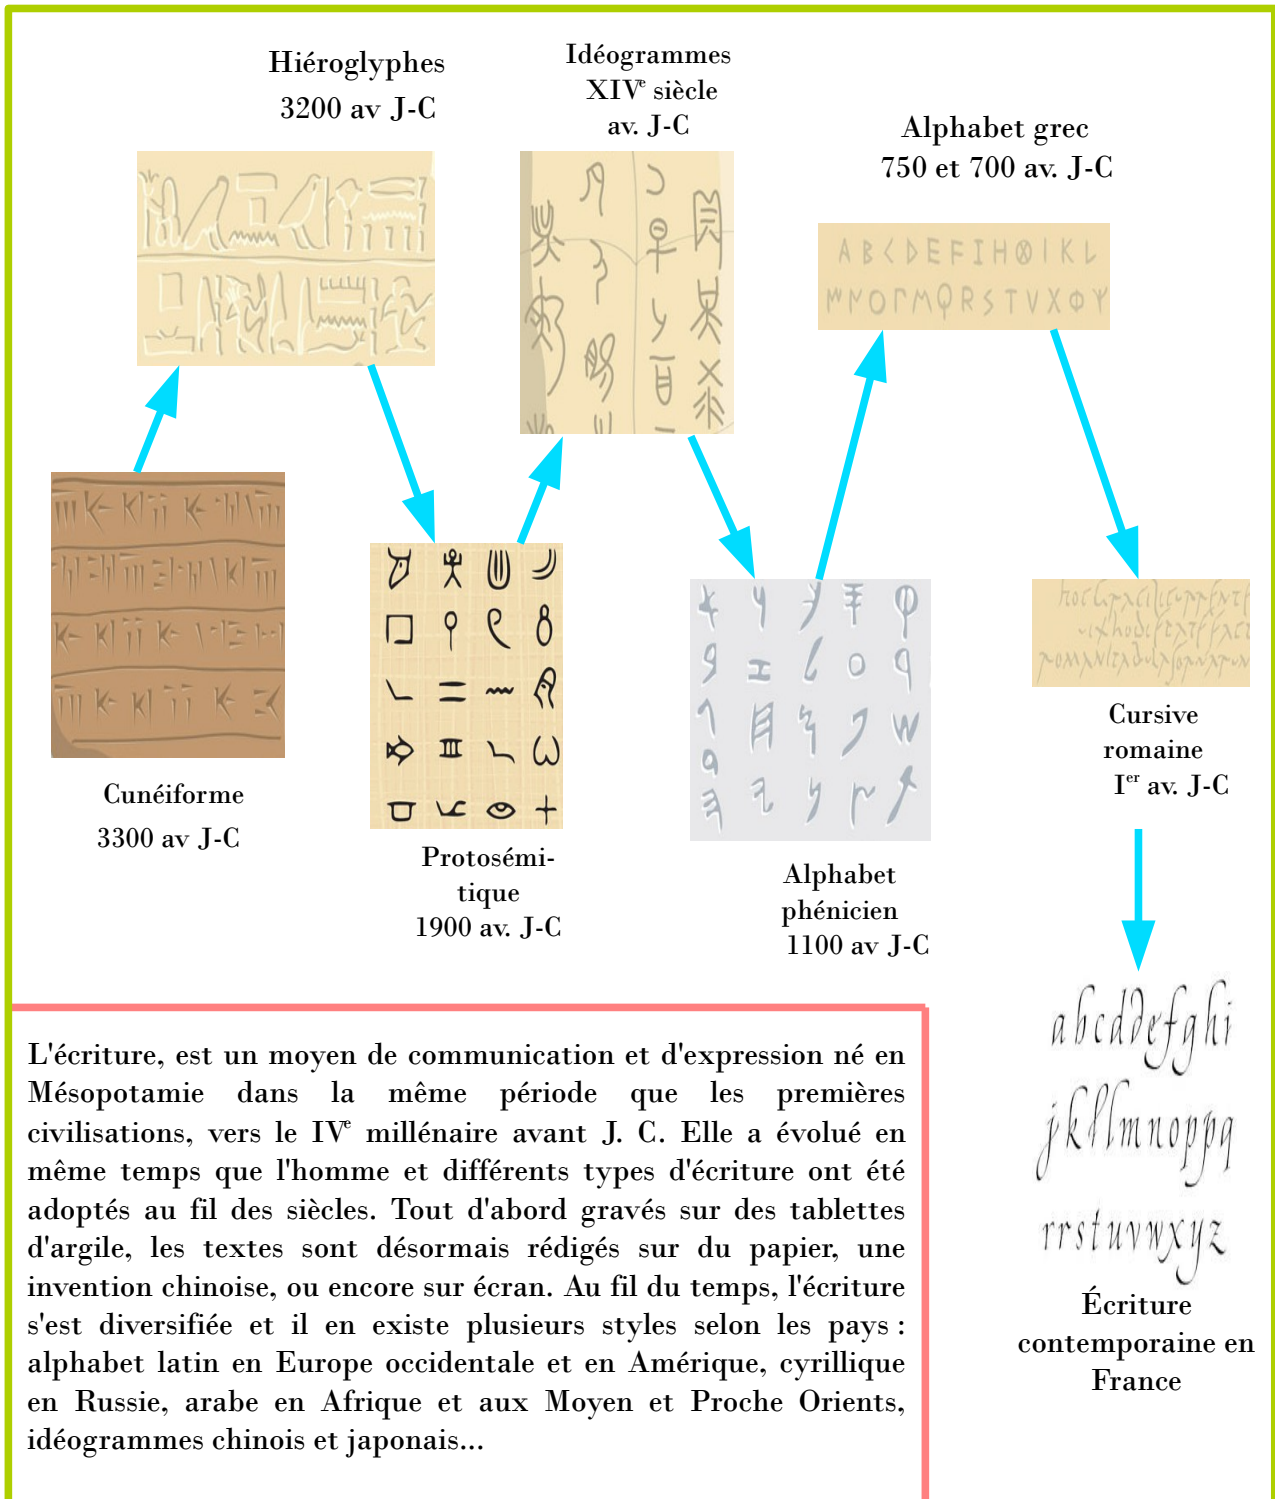 Hiéroglyphes
3200 av J-C
Idéogrammes
XIVe siècle
av. J-C
Alphabet grec
750 et 700 av. J-C
Cunéiforme
3300 av J-C
Protosémi-
tique
1900 av. J-C
Alphabet
phénicien
1100 av J-C
Cursive
romaine
Ier av. J-C
abcddefghi
jkllmnoppq
rrstuvwxyz
Écriture
contemporaine en
France
L'écriture, est un moyen de communication et d'expression né en
Mésopotamie dans la même période que les premières
civilisations, vers le IVe millénaire avant J. C. Elle a évolué en
même temps que l'homme et différents types d'écriture ont été
adoptés au fil des siècles. Tout d'abord gravés sur des tablettes
d'argile, les textes sont désormais rédigés sur du papier, une
invention chinoise, ou encore sur écran. Au fil du temps, l'écriture
s'est diversifiée et il en existe plusieurs styles selon les pays :
alphabet latin en Europe occidentale et en Amérique, cyrillique
en Russie, arabe en Afrique et aux Moyen et Proche Orients,
idéogrammes chinois et japonais...